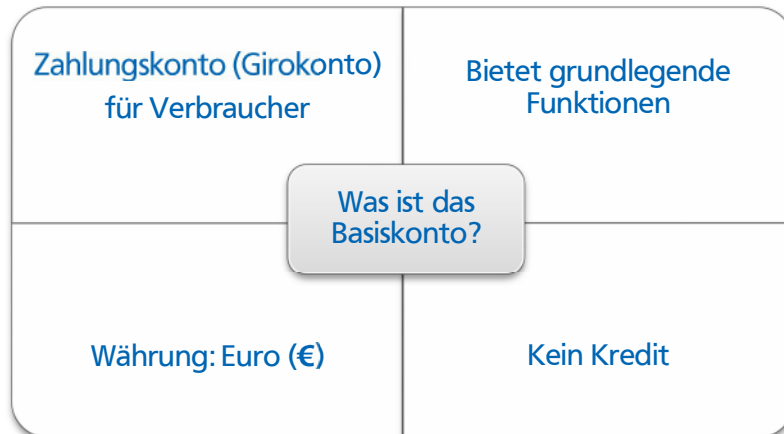 Zahlungskonto (Girokonto)
für Verbraucher
Bietet grundlegende
Funktionen
Was ist das
Basiskonto?
Währung: Euro (€)
Kein Kredit